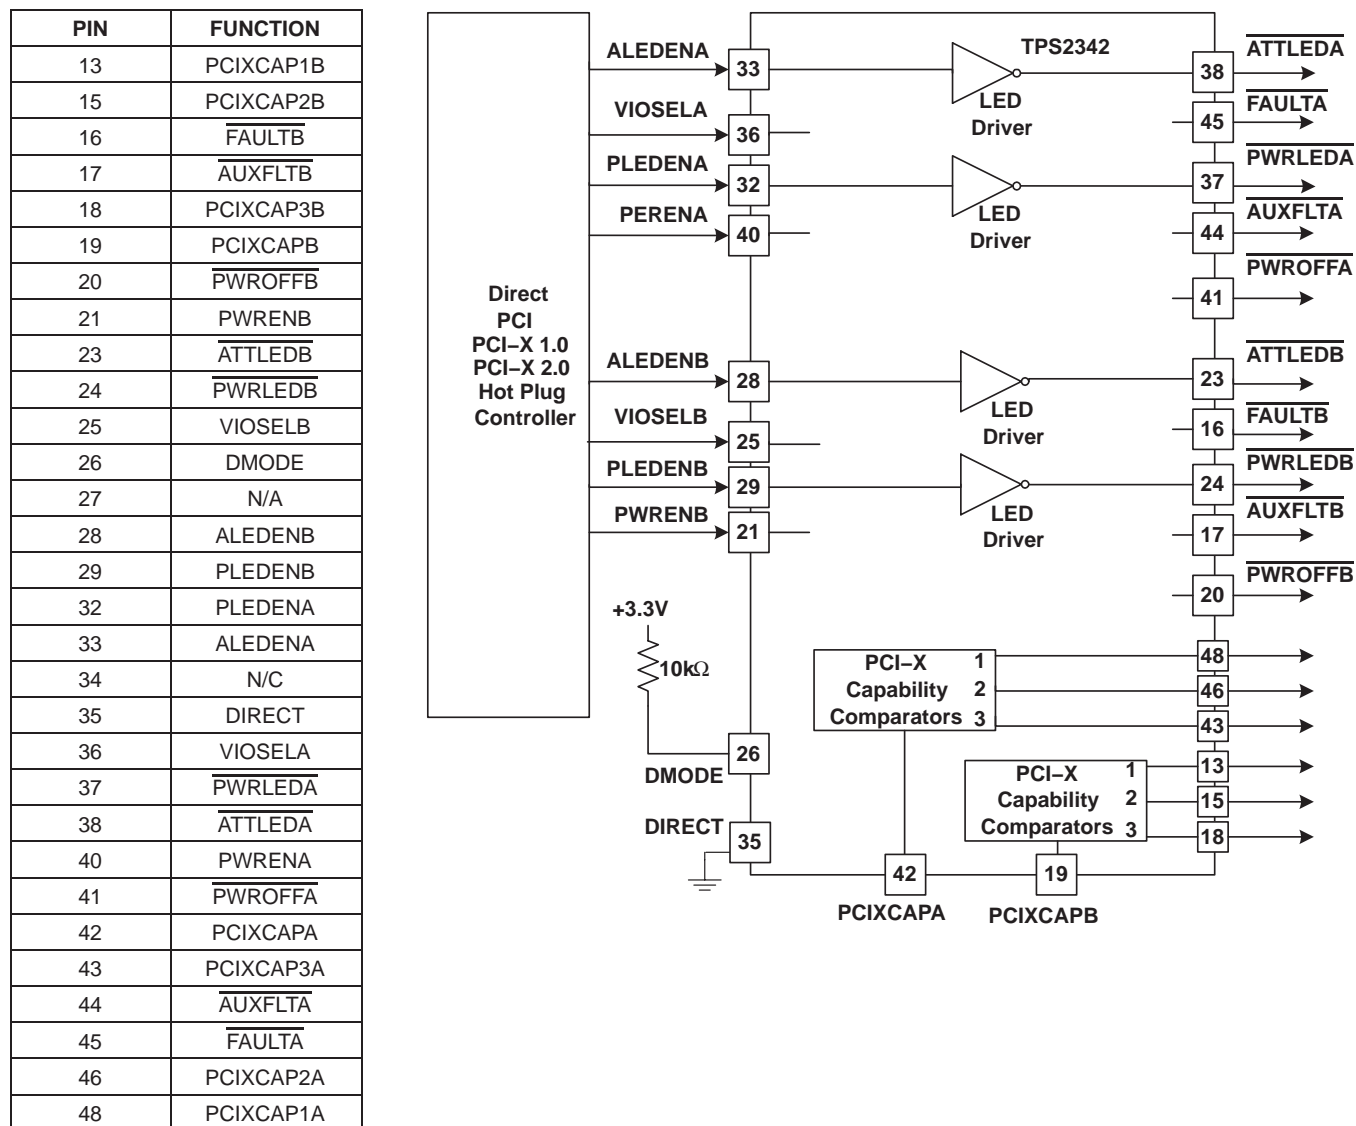 PIN FUNCTION
13 PCIXCAP1B
15 PCIXCAP2B
16 FAULTB
17 AUXFLTB
18 PCIXCAP3B
19 PCIXCAPB
20 PWROFFB
21 PWRENB
23 ATTLEDB
24 PWRLEDB
25 VIOSELB
26 DMODE
27 N/A
28 ALEDENB
29 PLEDENB
32 PLEDENA
33 ALEDENA
34 N/C
35 DIRECT
36 VIOSELA
37 PWRLEDA
38 ATTLEDA
40 PWRENA
41 PWROFFA
42 PCIXCAPA
43 PCIXCAP3A
44 AUXFLTA
45 FAULTA
46 PCIXCAP2A
48 PCIXCAP1A
Direct
PCI
PCI–X 1.0
PCI–X 2.0
Hot Plug
Controller
ALEDENA
33
VIOSELA
36
PLEDENA
32
PERENA
40
ALEDENB
28
VIOSELB
25
PLEDENB
29
PWRENB
21
+3.3V
10kΩ
26
DMODE
DIRECT
35
TPS2342
LED
Driver
LED
Driver
LED
Driver
LED
Driver
38
ATTLEDA
45
FAULTA
37
PWRLEDA
44
AUXFLTA
41
PWROFFA
23
ATTLEDB
16
FAULTB
24
PWRLEDB
17
AUXFLTB
20
PWROFFB
PCI–X 1
Capability 2
Comparators 3
48
46
43
PCI–X 1
Capability 2
Comparators 3
13
15
18
42
PCIXCAPA
19
PCIXCAPB